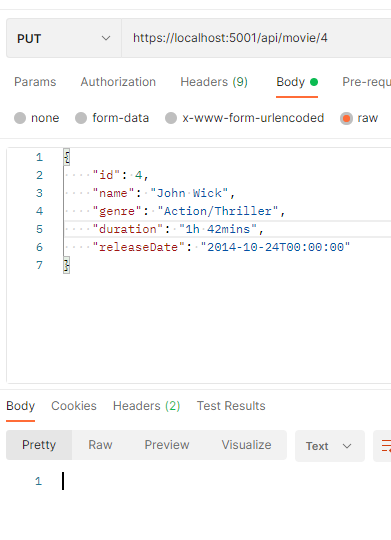 PUT https://localhost:5001/api/movie/4
Params Authorization Headers (9) Body Pre-requ
none form-data x-www-form-urlencoded raw
1 {
2 "id": 4,
3 "name": "John Wick",
4 "genre": "Action/Thriller",
5 "duration": "1h 42mins",
6 "releaseDate": "2014-10-24T00:00:00"
7 }
Body Cookies Headers (2) Test Results
Pretty Raw Preview Visualize Text
1